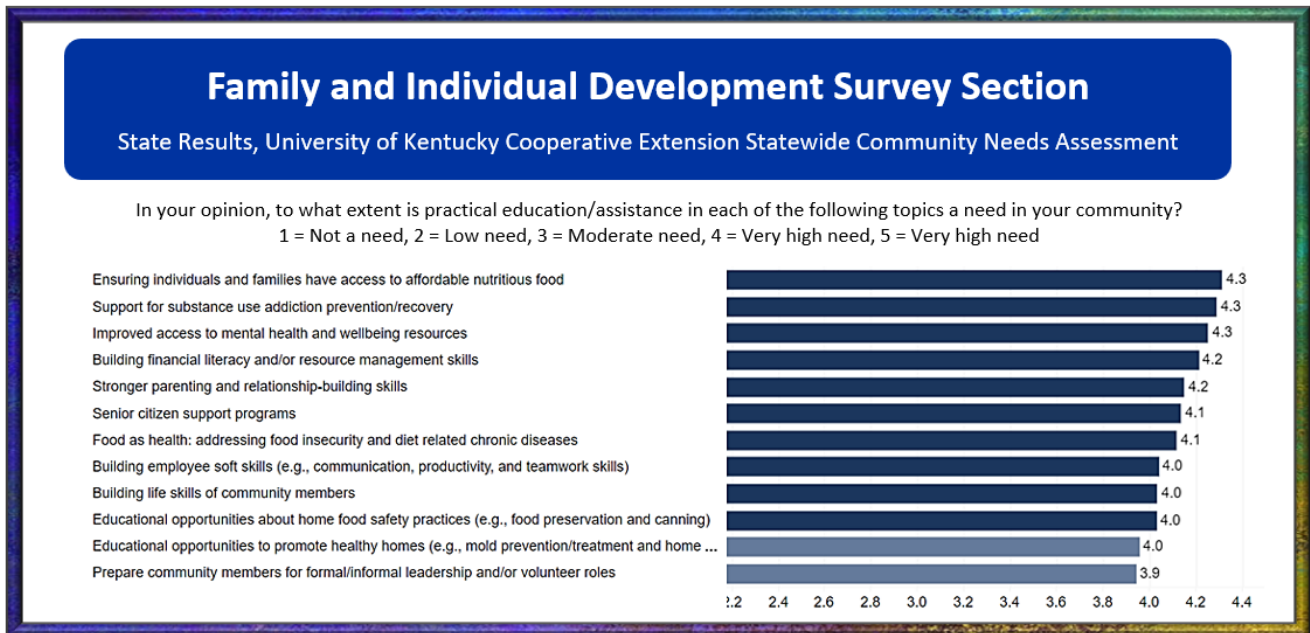 Family and Individual Development Survey Section
State Results, University of Kentucky Cooperative Extension Statewide Community Needs Assessment
In your opinion, to what extent is practical education/assistance in each of the following topics a need in your community?
1 = Not a need, 2 = Low need, 3 = Moderate need, 4 = Very high need, 5 = Very high need
Ensuring individuals and families have access to affordable nutritious food 4.3
Support for substance use addiction prevention/recovery 4.3
Improved access to mental health and wellbeing resources 4.3
Building financial literacy and/or resource management skills 4.2
Stronger parenting and relationship-building skills 4.2
Senior citizen support programs 4.1
Food as health: addressing food insecurity and diet related chronic diseases 4.1
Building employee soft skills (e.g., communication, productivity, and teamwork skills) 4.0
Building life skills of community members 4.0
Educational opportunities about home food safety practices (e.g., food preservation and canning) 4.0
Educational opportunities to promote healthy homes (e.g., mold prevention/treatment and home ... 4.0
Prepare community members for formal/informal leadership and/or volunteer roles 3.9
2.2 2.4 2.6 2.8 3.0 3.2 3.4 3.6 3.8 4.0 4.2 4.4